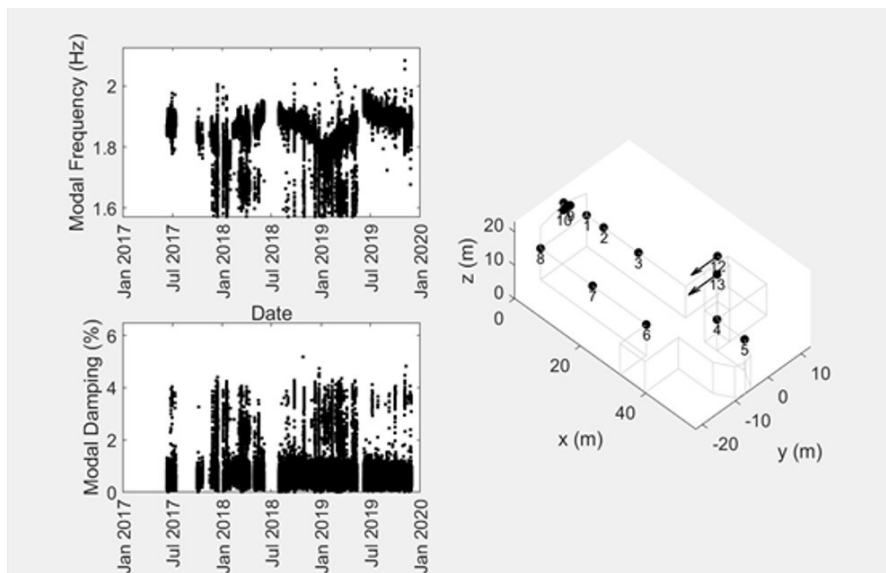 Modal Frequency (Hz)
2
1.8
1.6
Jan 2017
Jul 2017
Jan 2018
Jul 2018
Jan 2019
Jul 2019
Jan 2020
Date
Modal Damping (%)
6
4
2
0
Jan 2017
Jul 2017
Jan 2018
Jul 2018
Jan 2019
Jul 2019
Jan 2020
z (m)
20
10
0
0
20
40
x (m)
-20
-10
0
10
y (m)
10
1
2
3
8
7
6
12
13
4
5